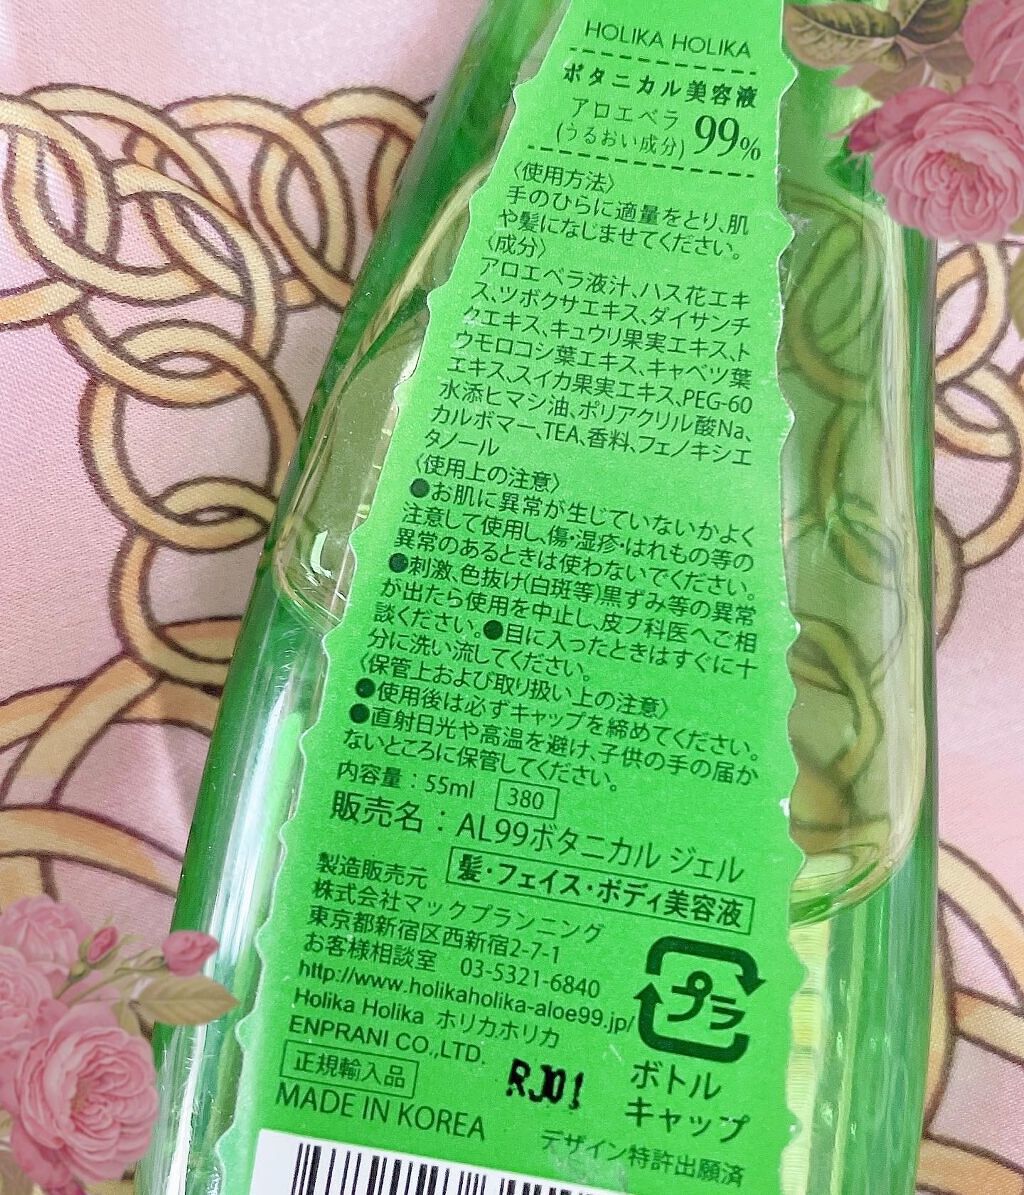 HOLIKA HOLIKA
ボタニカル美容液
アロエベラ
(うるおい成分) 99%
〈使用方法〉
手のひらに適量をとり、肌
や髪になじませてください。
〈成分〉
アロエベラ液汁、ハス花エキ
ス、ツボクサエキス、ダイサンチ
クエキス、キュウリ果実エキス、ト
ウモロコシ葉エキス、キャベツ葉
エキス、スイカ果実エキス、PEG-60
水添ヒマシ油、ポリアクリル酸Na、
カルボマー、TEA、香料、フェノキシエ
タノール
〈使用上の注意〉
●お肌に異常が生じていないかよく
注意して使用し、傷・湿疹・はれもの等の
異常のあるときは使わないでください。
●刺激、色抜け(白斑等)黒ずみ等の異常
が出たら使用を中止し、皮フ科医へご相
談ください。●目に入ったときはすぐに十
分に洗い流してください。
〈保管上および取り扱い上の注意〉
●使用後は必ずキャップを締めてください。
●直射日光や高温を避け、子供の手の届か
ないところに保管してください。
内容量：55ml 380
販売名：AL99ボタニカル ジェル
髪・フェイス・ボディ美容液
製造販売元
株式会社マックプランニング
東京都新宿区西新宿2-7-1
お客様相談室 03-5321-6840
http://www.holikaholika-aloe99.jp/
Holika Holika ホリカホリカ
ENPRANI CO.,LTD.
正規輸入品
MADE IN KOREA
RJ01
プラ
ボトル
キャップ
デザイン特許出願済